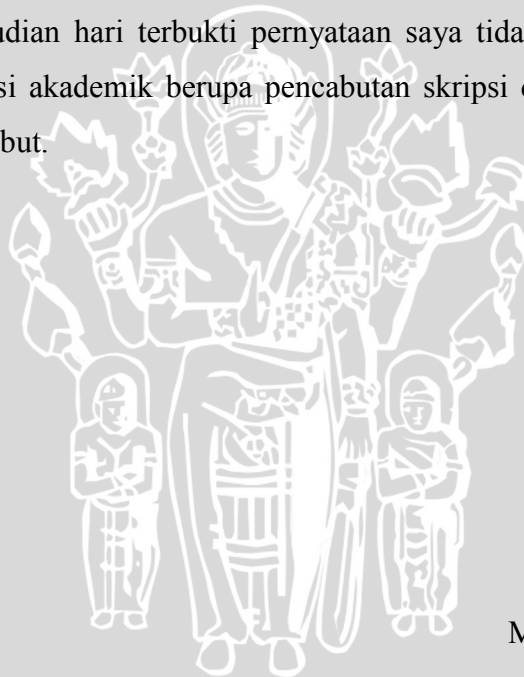 udian hari terbukti pernyataan saya tida
si akademik berupa pencabutan skripsi
but.
M